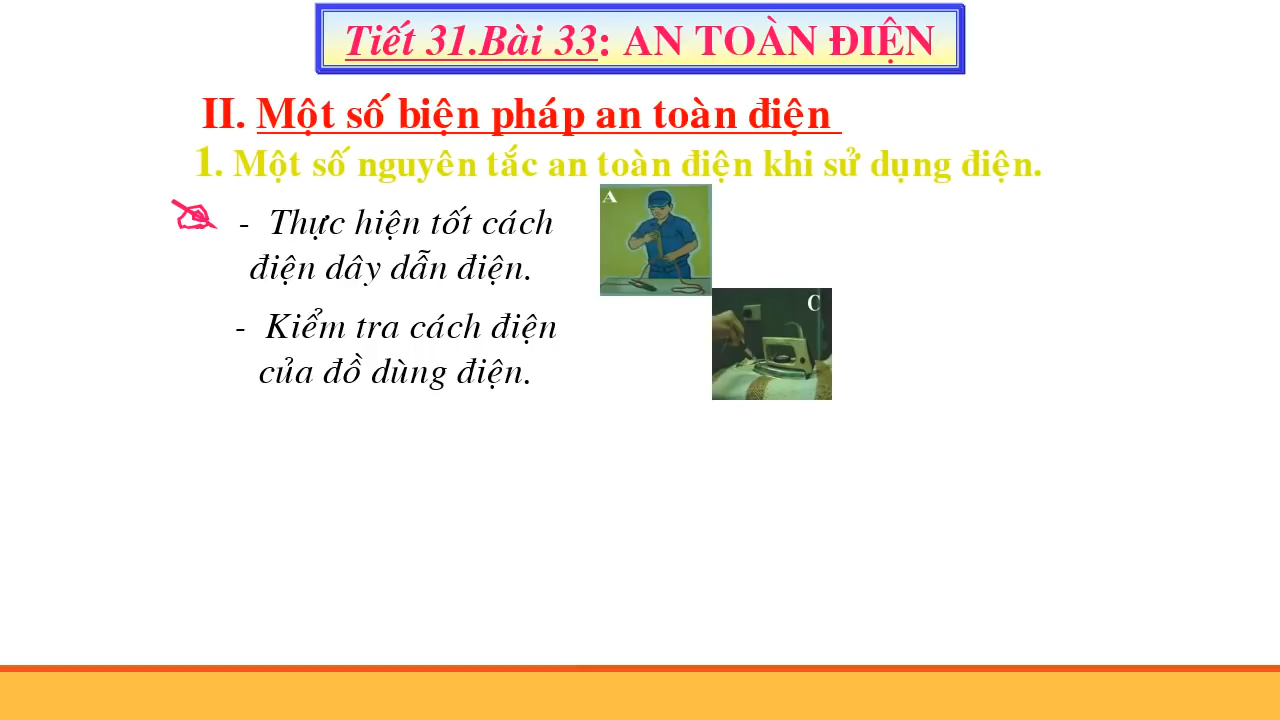 Tiết 31.Bài 33: AN TOÀN ĐIỆN
II. Một số biện pháp an toàn điện
1. Một số nguyên tắc an toàn điện khi sử dụng điện.
- Thực hiện tốt cách
điện dây dẫn điện.
A
- Kiểm tra cách điện
của đồ dùng điện.
C